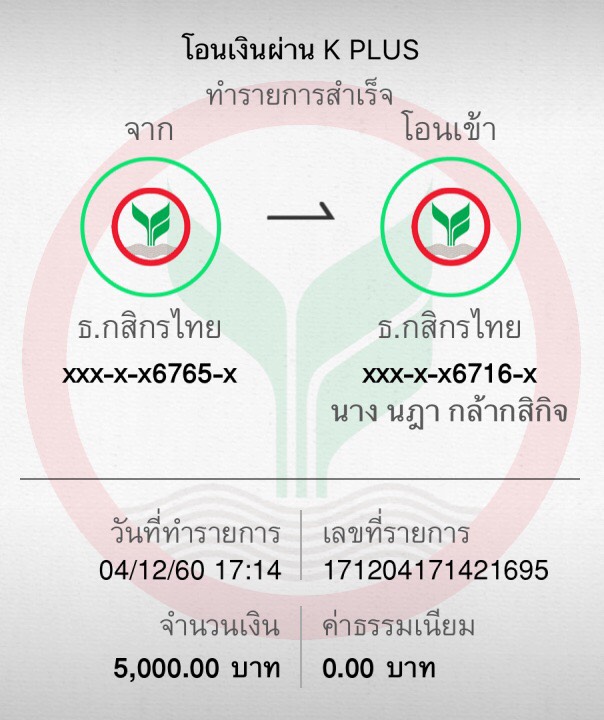 โอนเงินผ่าน K PLUS
ทำรายการสำเร็จ
จาก
โอนเข้า
ธ.กสิกรไทย
ธ.กสิกรไทย
xxx-x-x6765-x
xxx-x-x6716-x
นาง นฎา กล้ากสิกิจ
วันที่ทำรายการ
เลขที่รายการ
04/12/60 17:14
171204171421695
จำนวนเงิน
ค่าธรรมเนียม
5,000.00 บาท
0.00 บาท